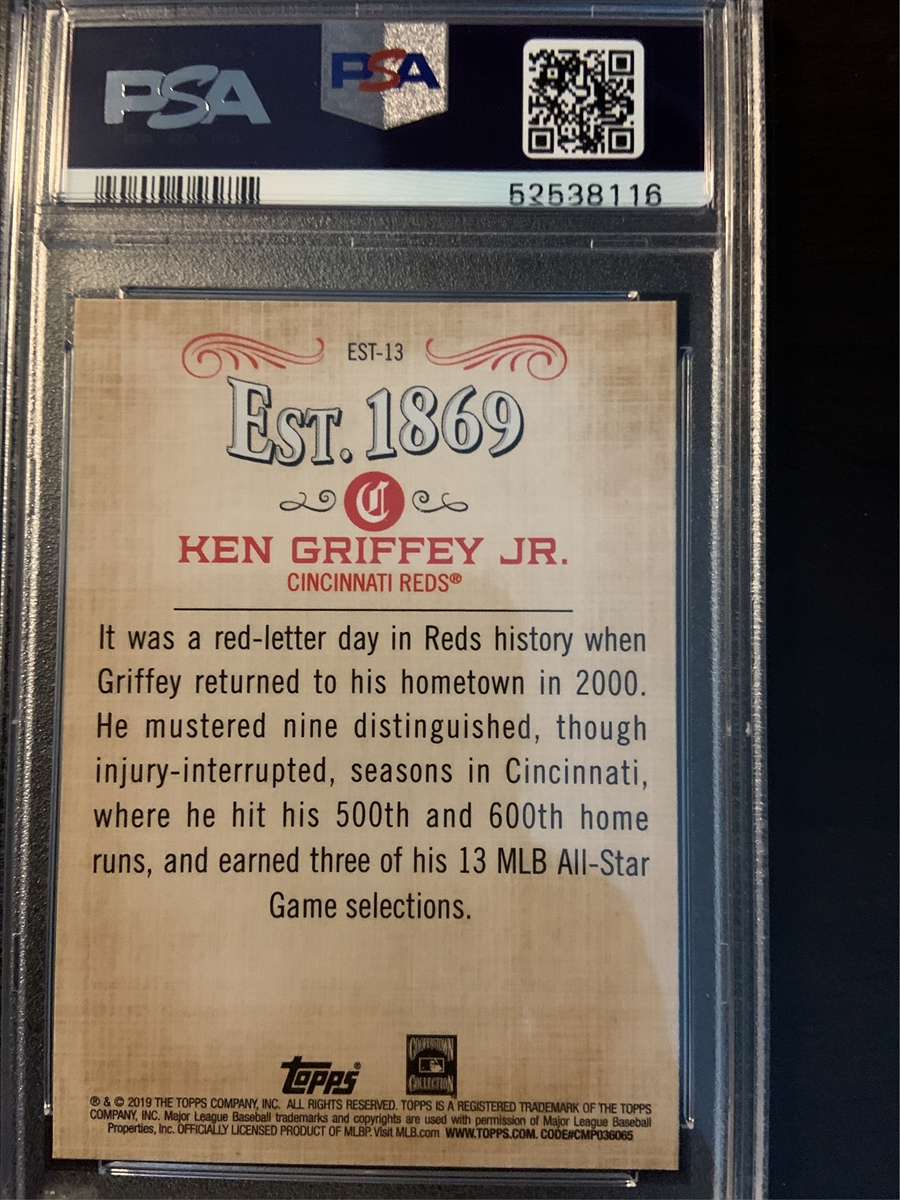 PSA
PSA
52538116
EST-13
EST. 1869
C
KEN GRIFFEY JR.
CINCINNATI REDS®
It was a red-letter day in Reds history when
Griffey returned to his hometown in 2000.
He mustered nine distinguished, though
injury-interrupted, seasons in Cincinnati,
where he hit his 500th and 600th home
runs, and earned three of his 13 MLB All-Star
Game selections.
topps®
COOPERSTOWN
COLLECTION
® & © 2019 THE TOPPS COMPANY, INC. ALL RIGHTS RESERVED. TOPPS IS A REGISTERED TRADEMARK OF THE TOPPS
COMPANY, INC. Major League Baseball trademarks and copyrights are used with permission of Major League Baseball
Properties, Inc. OFFICIALLY LICENSED PRODUCT OF MLBP. Visit MLB.com WWW.TOPPS.COM. CODE#CMP036065